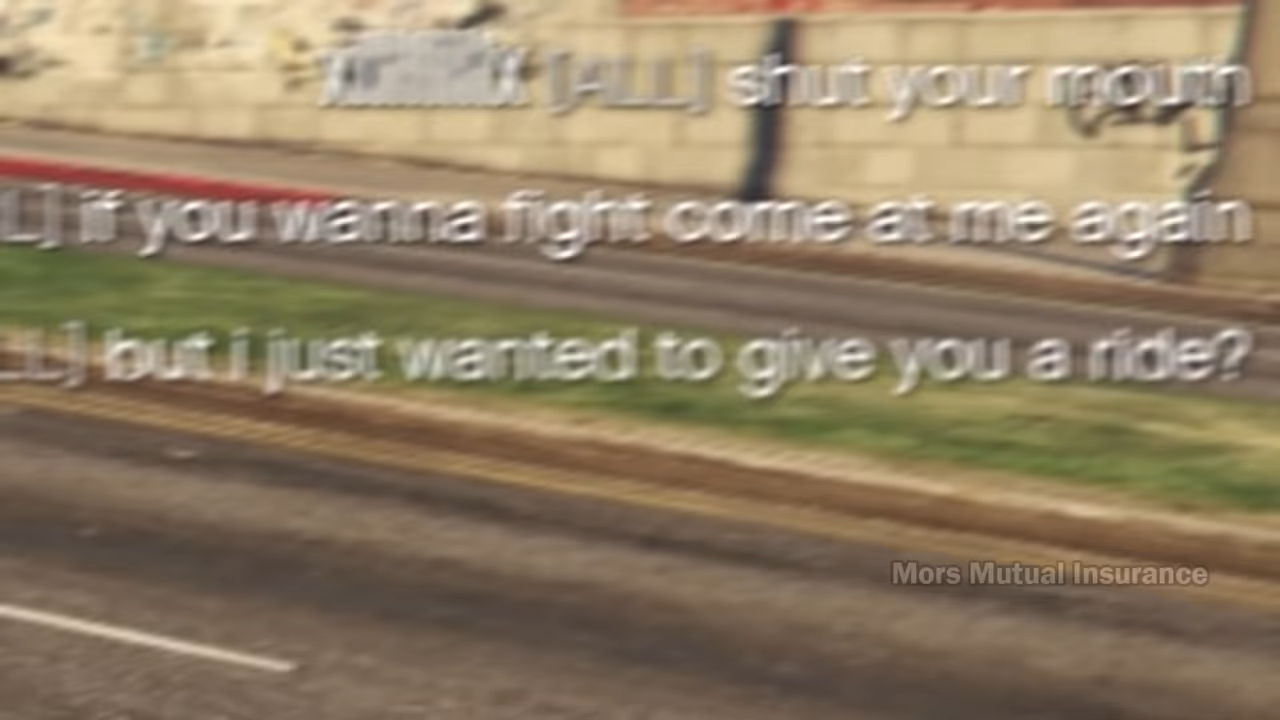 [ALL] shut your mouth
L] if you wanna fight come at me again
LL] but i just wanted to give you a ride?
Mors Mutual Insurance